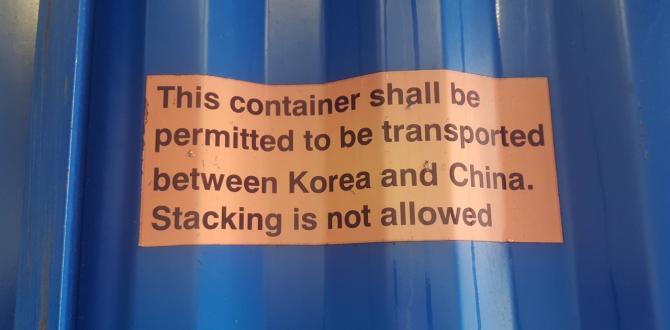 This container shall be
permitted to be transported
between Korea and China.
Stacking is not allowed